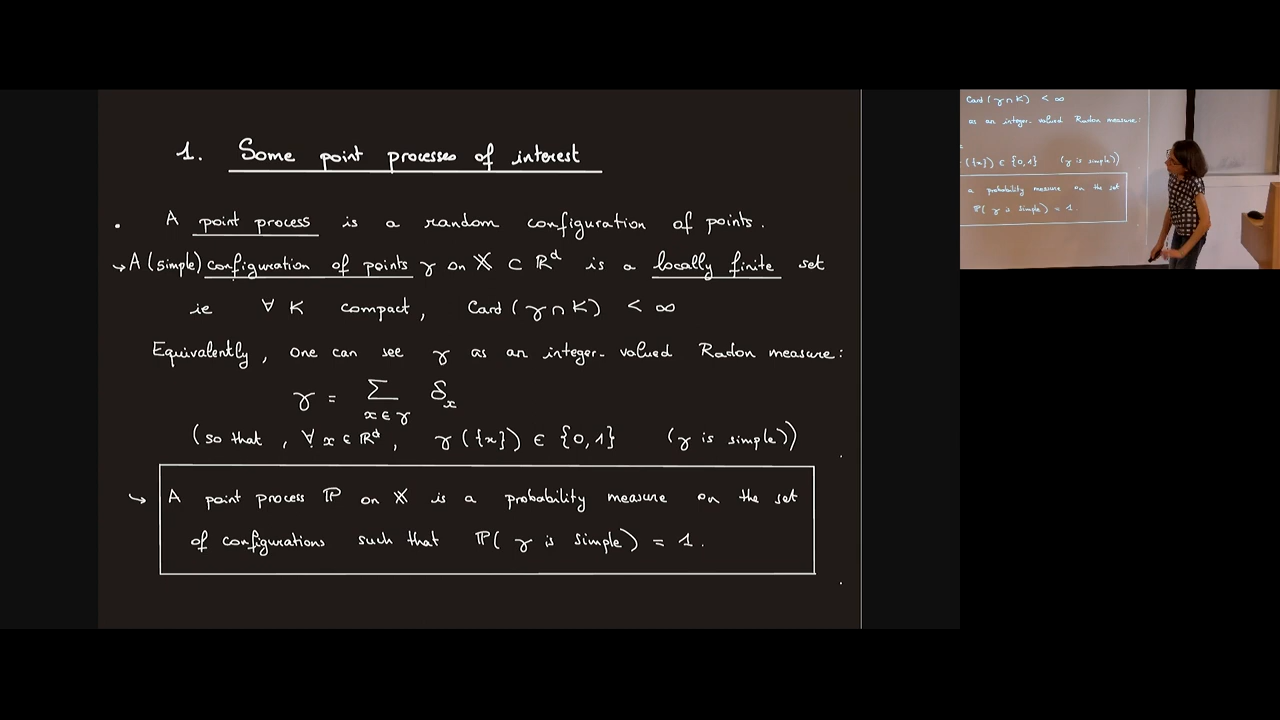 1. Some point processes of interest
• A point process is a random configuration of points.
→ A (simple) configuration of points γ on 𝕏 ⊂ ℝᵈ is a locally finite set
ie ∀ K compact, Card(γ∩K) < ∞
Equivalently, one can see γ as an integer-valued Radon measure:
γ = Σ_{x∈γ} δ_x
(so that, ∀ x ∈ ℝᵈ, γ({x}) ∈ {0,1} (γ is simple))
→ A point process ℙ on 𝕏 is a probability measure on the set
of configurations such that ℙ(γ is simple) = 1.
Card(γ∩K) < ∞
as an integer-valued Radon measure:
({x}) ∈ {0,1} (γ is simple))
a probability measure on the set
ℙ(γ is simple) = 1.